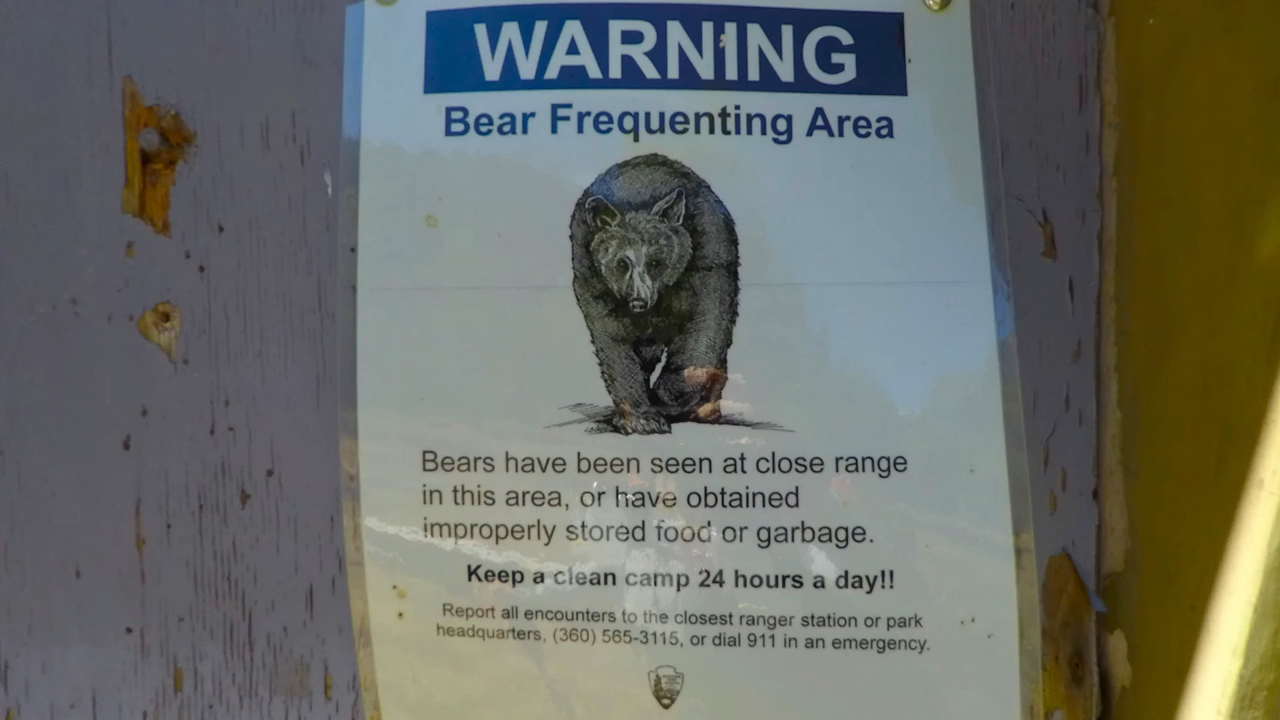 WARNING
Bear Frequenting Area
Bears have been seen at close range
in this area, or have obtained
improperly stored food or garbage.
Keep a clean camp 24 hours a day!!
Report all encounters to the closest ranger station or park
headquarters, (360) 565-3115, or dial 911 in an emergency.